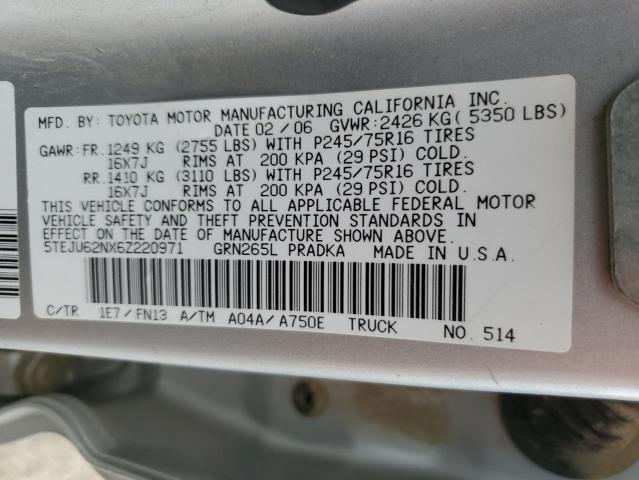 MFD. BY: TOYOTA MOTOR MANUFACTURING CALIFORNIA INC.
DATE 02/06 GVWR: 2426 KG( 5350 LBS)
GAWR: FR. 1249 KG (2755 LBS) WITH P245/75R16 TIRES
16X7J RIMS AT 200 KPA (29 PSI) COLD.
RR. 1410 KG (3110 LBS) WITH P245/75R16 TIRES
16X7J RIMS AT 200 KPA (29 PSI) COLD.
THIS VEHICLE CONFORMS TO ALL APPLICABLE FEDERAL MOTOR
VEHICLE SAFETY AND THEFT PREVENTION STANDARDS IN
EFFECT ON THE DATE OF MANUFACTURE SHOWN ABOVE.
5TEJU62NX6Z220971 GRN265L PRADKA MADE IN U.S.A.
C/TR 1E7/FN13 A/TM A04A/A750E TRUCK NO. 514